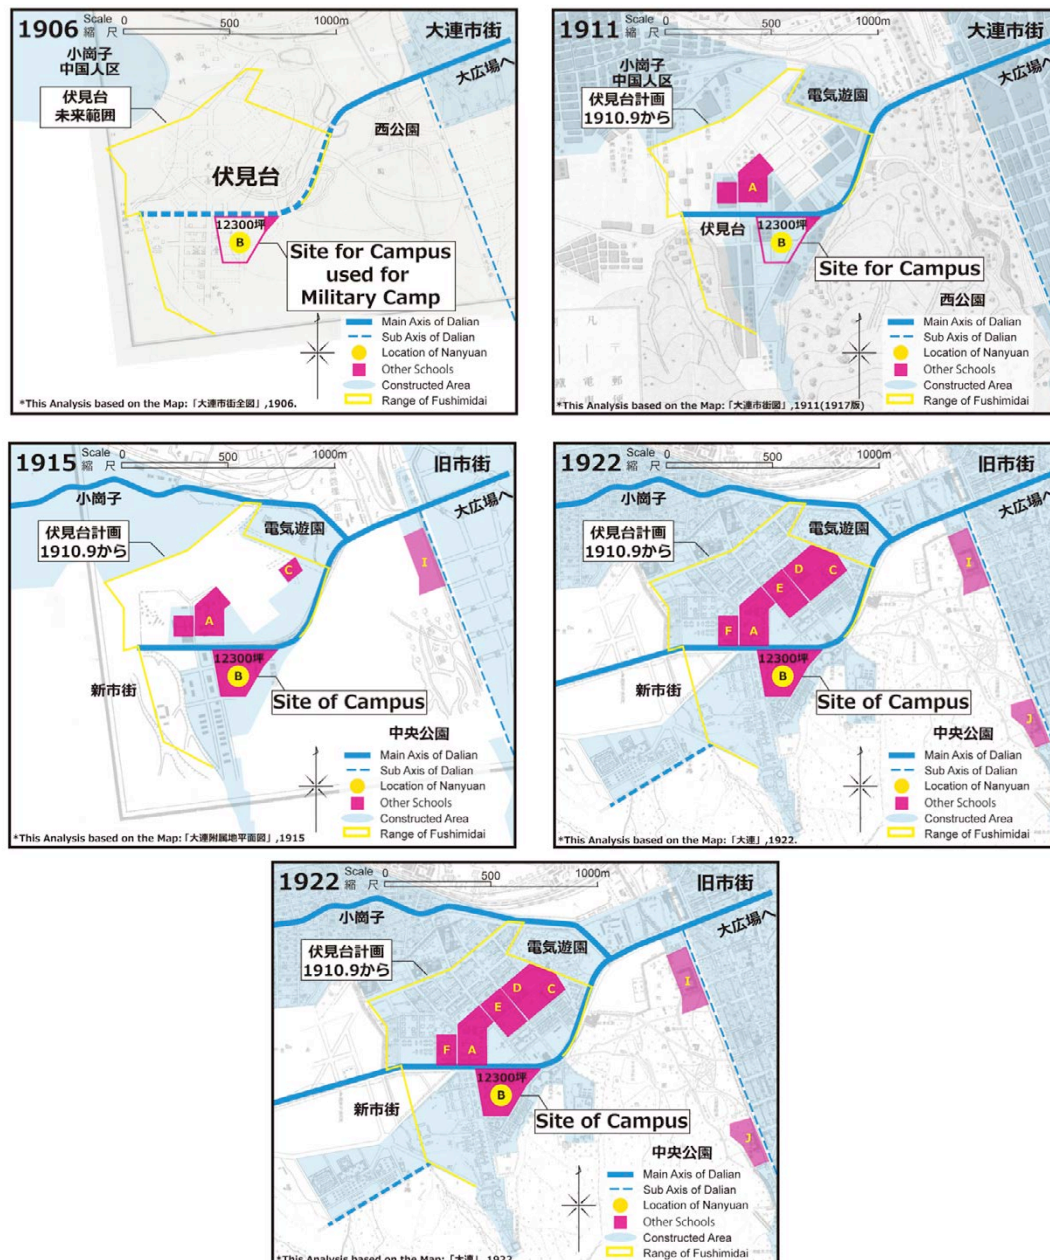 1906
Scale
縮 尺
0 500 1000m
小崗子
中国人区
大連市街
大広場へ
伏見台
未来範囲
西公園
伏見台
12300坪
B
Site for Campus
used for
Military Camp
Main Axis of Dalian
Sub Axis of Dalian
Location of Nanyuan
Other Schools
Constructed Area
Range of Fushimidai
*This Analysis based on the Map:「大連市街全図」,1906.
1911
Scale
縮 尺
0 500 1000m
小崗子
中国人区
大連市街
大広場へ
伏見台計画
1910.9から
電気遊園
A
伏見台
12300坪
B
Site for Campus
西公園
Main Axis of Dalian
Sub Axis of Dalian
Location of Nanyuan
Other Schools
Constructed Area
Range of Fushimidai
*This Analysis based on the Map:「大連市街図」,1911(1917版)
1915
Scale
縮 尺
0 500 1000m
小崗子
旧市街
大広場へ
伏見台計画
1910.9から
電気遊園
I
C
A
12300坪
B
新市街
Site of Campus
中央公園
Main Axis of Dalian
Sub Axis of Dalian
Location of Nanyuan
Other Schools
Constructed Area
Range of Fushimidai
*This Analysis based on the Map:「大連附属地平面図」,1915
1922
Scale
縮 尺
0 500 1000m
小崗子
旧市街
大広場へ
伏見台計画
1910.9から
電気遊園
I
D C
E
F A
12300坪
B
新市街
Site of Campus
J
中央公園
Main Axis of Dalian
Sub Axis of Dalian
Location of Nanyuan
Other Schools
Constructed Area
Range of Fushimidai
*This Analysis based on the Map:「大連」,1922.
1922
Scale
縮 尺
0 500 1000m
小崗子
旧市街
大広場へ
伏見台計画
1910.9から
電気遊園
I
D C
E
F A
12300坪
B
新市街
Site of Campus
J
中央公園
Main Axis of Dalian
Sub Axis of Dalian
Location of Nanyuan
Other Schools
Constructed Area
Range of Fushimidai
*This Analysis based on the Map:「大連」,1922.